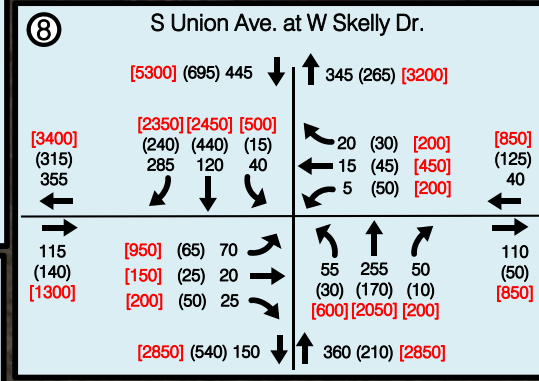 8 S Union Ave. at W Skelly Dr.
[5300] (695) 445 345 (265) [3200]
[2350] [2450] [500]
(240) (440) (15)
285 120 40
[3400]
(315)
355
20 (30) [200]
15 (45) [450]
5 (50) [200]
[850]
(125)
40
115
(140)
[1300]
[950] (65) 70
[150] (25) 20
[200] (50) 25
55 255 50
(30) (170) (10)
[600] [2050] [200]
110
(50)
[850]
[2850] (540) 150 360 (210) [2850]